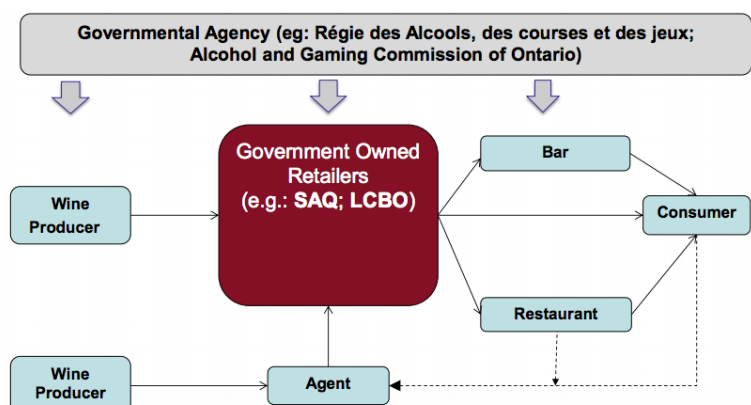 Governmental Agency (eg: Régie des Alcools, des courses et des jeux;
Alcohol and Gaming Commission of Ontario)
Government Owned
Retailers
(e.g.: SAQ; LCBO)
Bar
Wine
Producer
Consumer
Restaurant
Wine
Producer
Agent